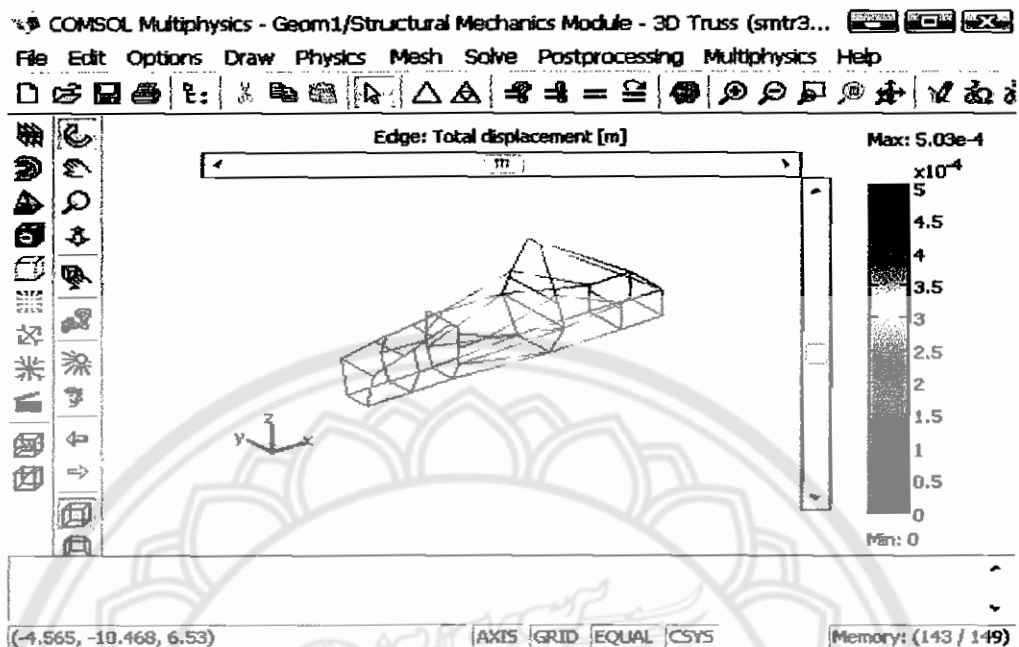 COMSOL Multiphysics - Geom1/Structural Mechanics Module - 3D Truss (smtr3...
File Edit Options Draw Physics Mesh Solve Postprocessing Multiphysics Help
Edge: Total displacement [m]
Max: 5.03e-4
x10-4
5
4.5
4
3.5
3
2.5
2
1.5
1
0.5
0
Min: 0
z
y
x
(-4.565, -10.468, 6.53)
AXIS GRID EQUAL CSYS
Memory: (143 / 149)